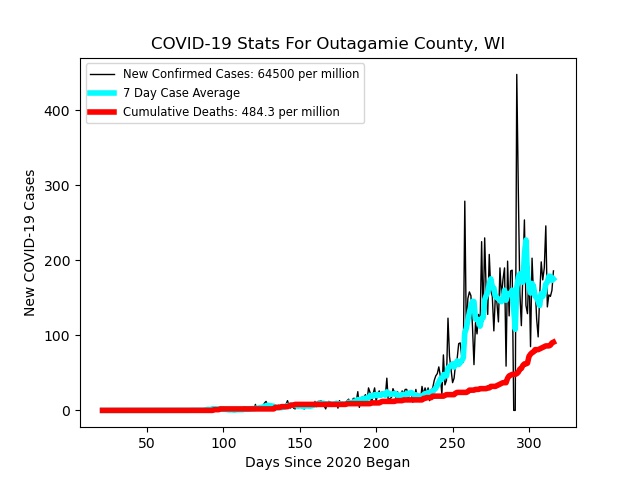 COVID-19 Stats For Outagamie County, WI
New Confirmed Cases: 64500 per million
7 Day Case Average
Cumulative Deaths: 484.3 per million
New COVID-19 Cases
400
300
200
100
0
50 100 150 200 250 300
Days Since 2020 Began